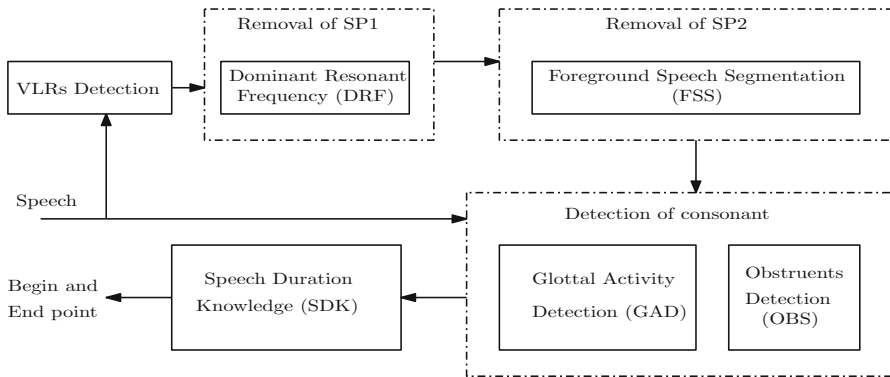 Removal of SP1
Removal of SP2
VLRs Detection
Dominant Resonant
Frequency (DRF)
Foreground Speech Segmentation
(FSS)
Speech
Detection of consonant
Begin and
End point
Speech Duration
Knowledge (SDK)
Glottal Activity
Detection (GAD)
Obstruents
Detection
(OBS)